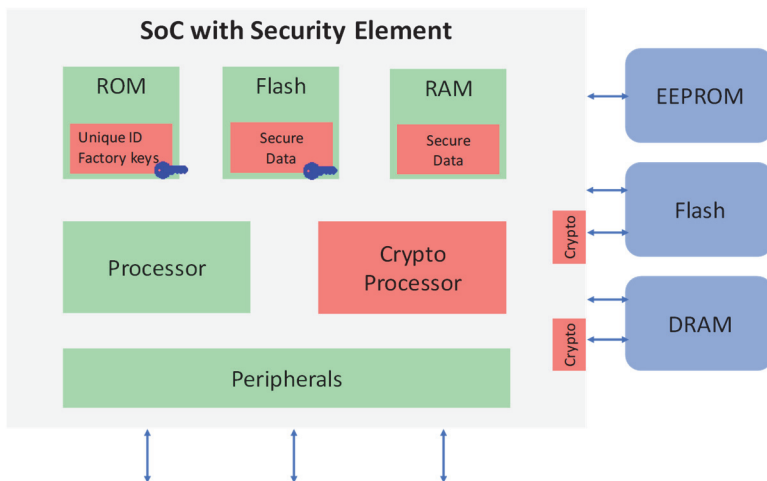 SoC with Security Element
ROM
Unique ID
Factory keys
Flash
Secure
Data
RAM
Secure
Data
EEPROM
Flash
Crypto
Processor
Crypto
Processor
DRAM
Crypto
Peripherals